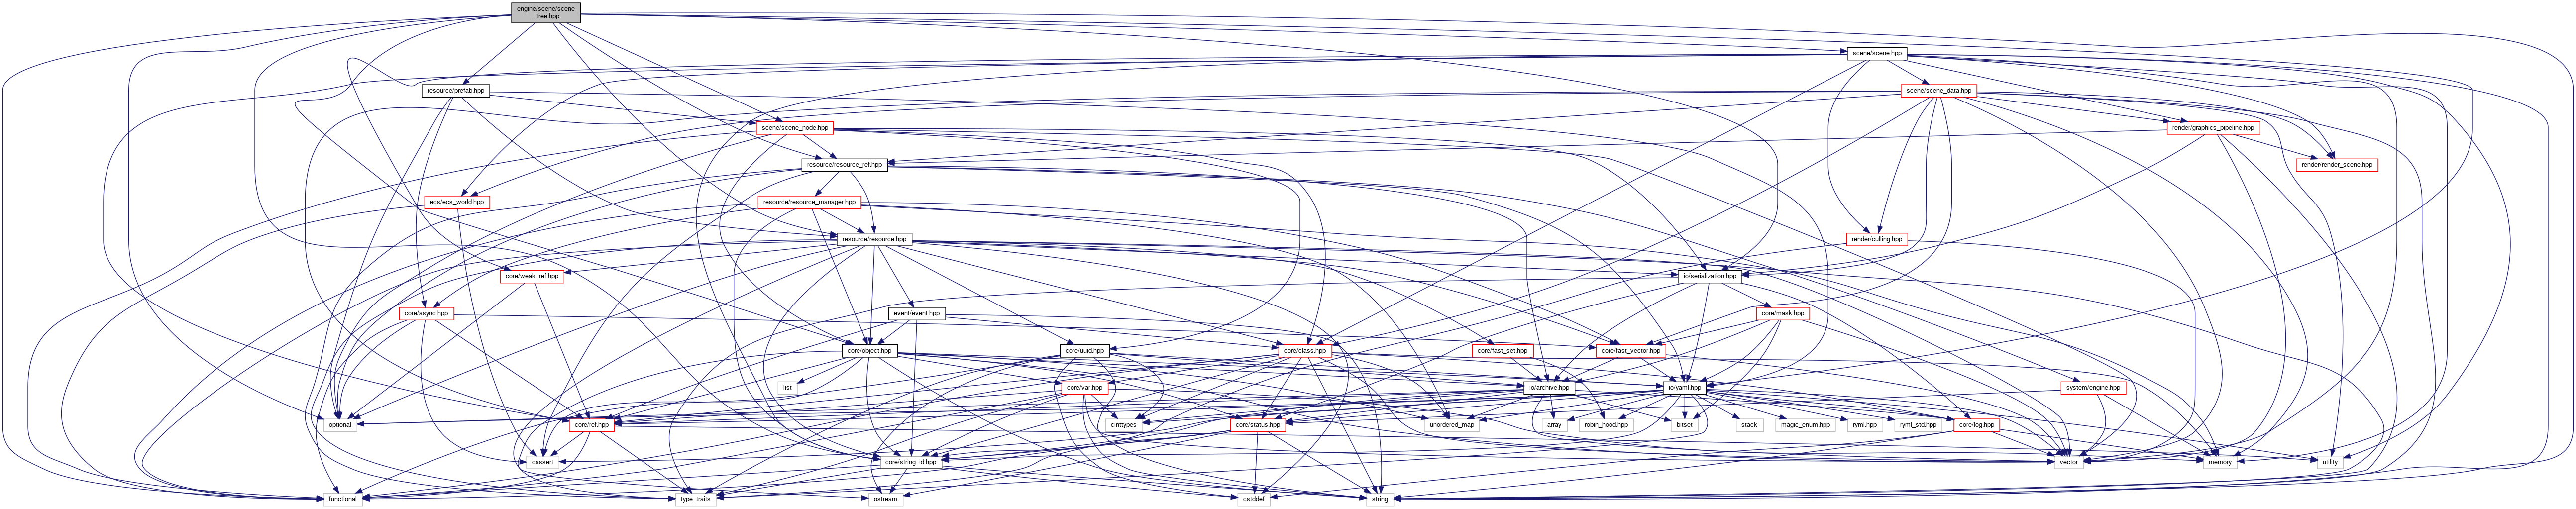 engine/scene/scene
_tree.hpp
scene/scene.hpp
resource/prefab.hpp
scene/scene_data.hpp
scene/scene_node.hpp
render/graphics_pipeline.hpp
resource/resource_ref.hpp
render/render_scene.hpp
ecs/ecs_world.hpp
resource/resource_manager.hpp
resource/resource.hpp
render/culling.hpp
core/weak_ref.hpp
io/serialization.hpp
core/async.hpp
event/event.hpp
core/mask.hpp
core/object.hpp
core/uuid.hpp
core/class.hpp
core/fast_set.hpp
core/fast_vector.hpp
list
core/var.hpp
io/archive.hpp
io/yaml.hpp
system/engine.hpp
optional
core/ref.hpp
cinttypes
core/status.hpp
unordered_map
array
robin_hood.hpp
bitset
stack
magic_enum.hpp
ryml.hpp
ryml_std.hpp
core/log.hpp
cassert
core/string_id.hpp
vector
memory
utility
functional
type_traits
ostream
cstddef
string